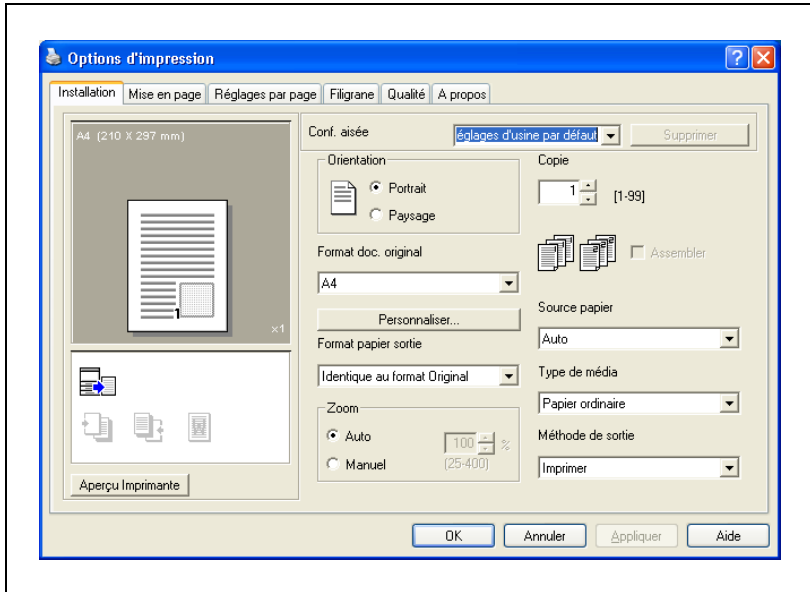 Options d'impression
Installation Mise en page Réglages par page Filigrane Qualité A propos
A4 (210 X 297 mm)
1
x1
Aperçu Imprimante
Conf. aisée
églages d'usine par défaut
Supprimer
Orientation
Portrait
Paysage
Format doc. original
A4
Personnaliser...
Format papier sortie
Identique au format Original
Zoom
Auto
100 %
Manuel
(25-400)
Copie
1 [1-99]
Assembler
Source papier
Auto
Type de média
Papier ordinaire
Méthode de sortie
Imprimer
OK Annuler Appliquer Aide